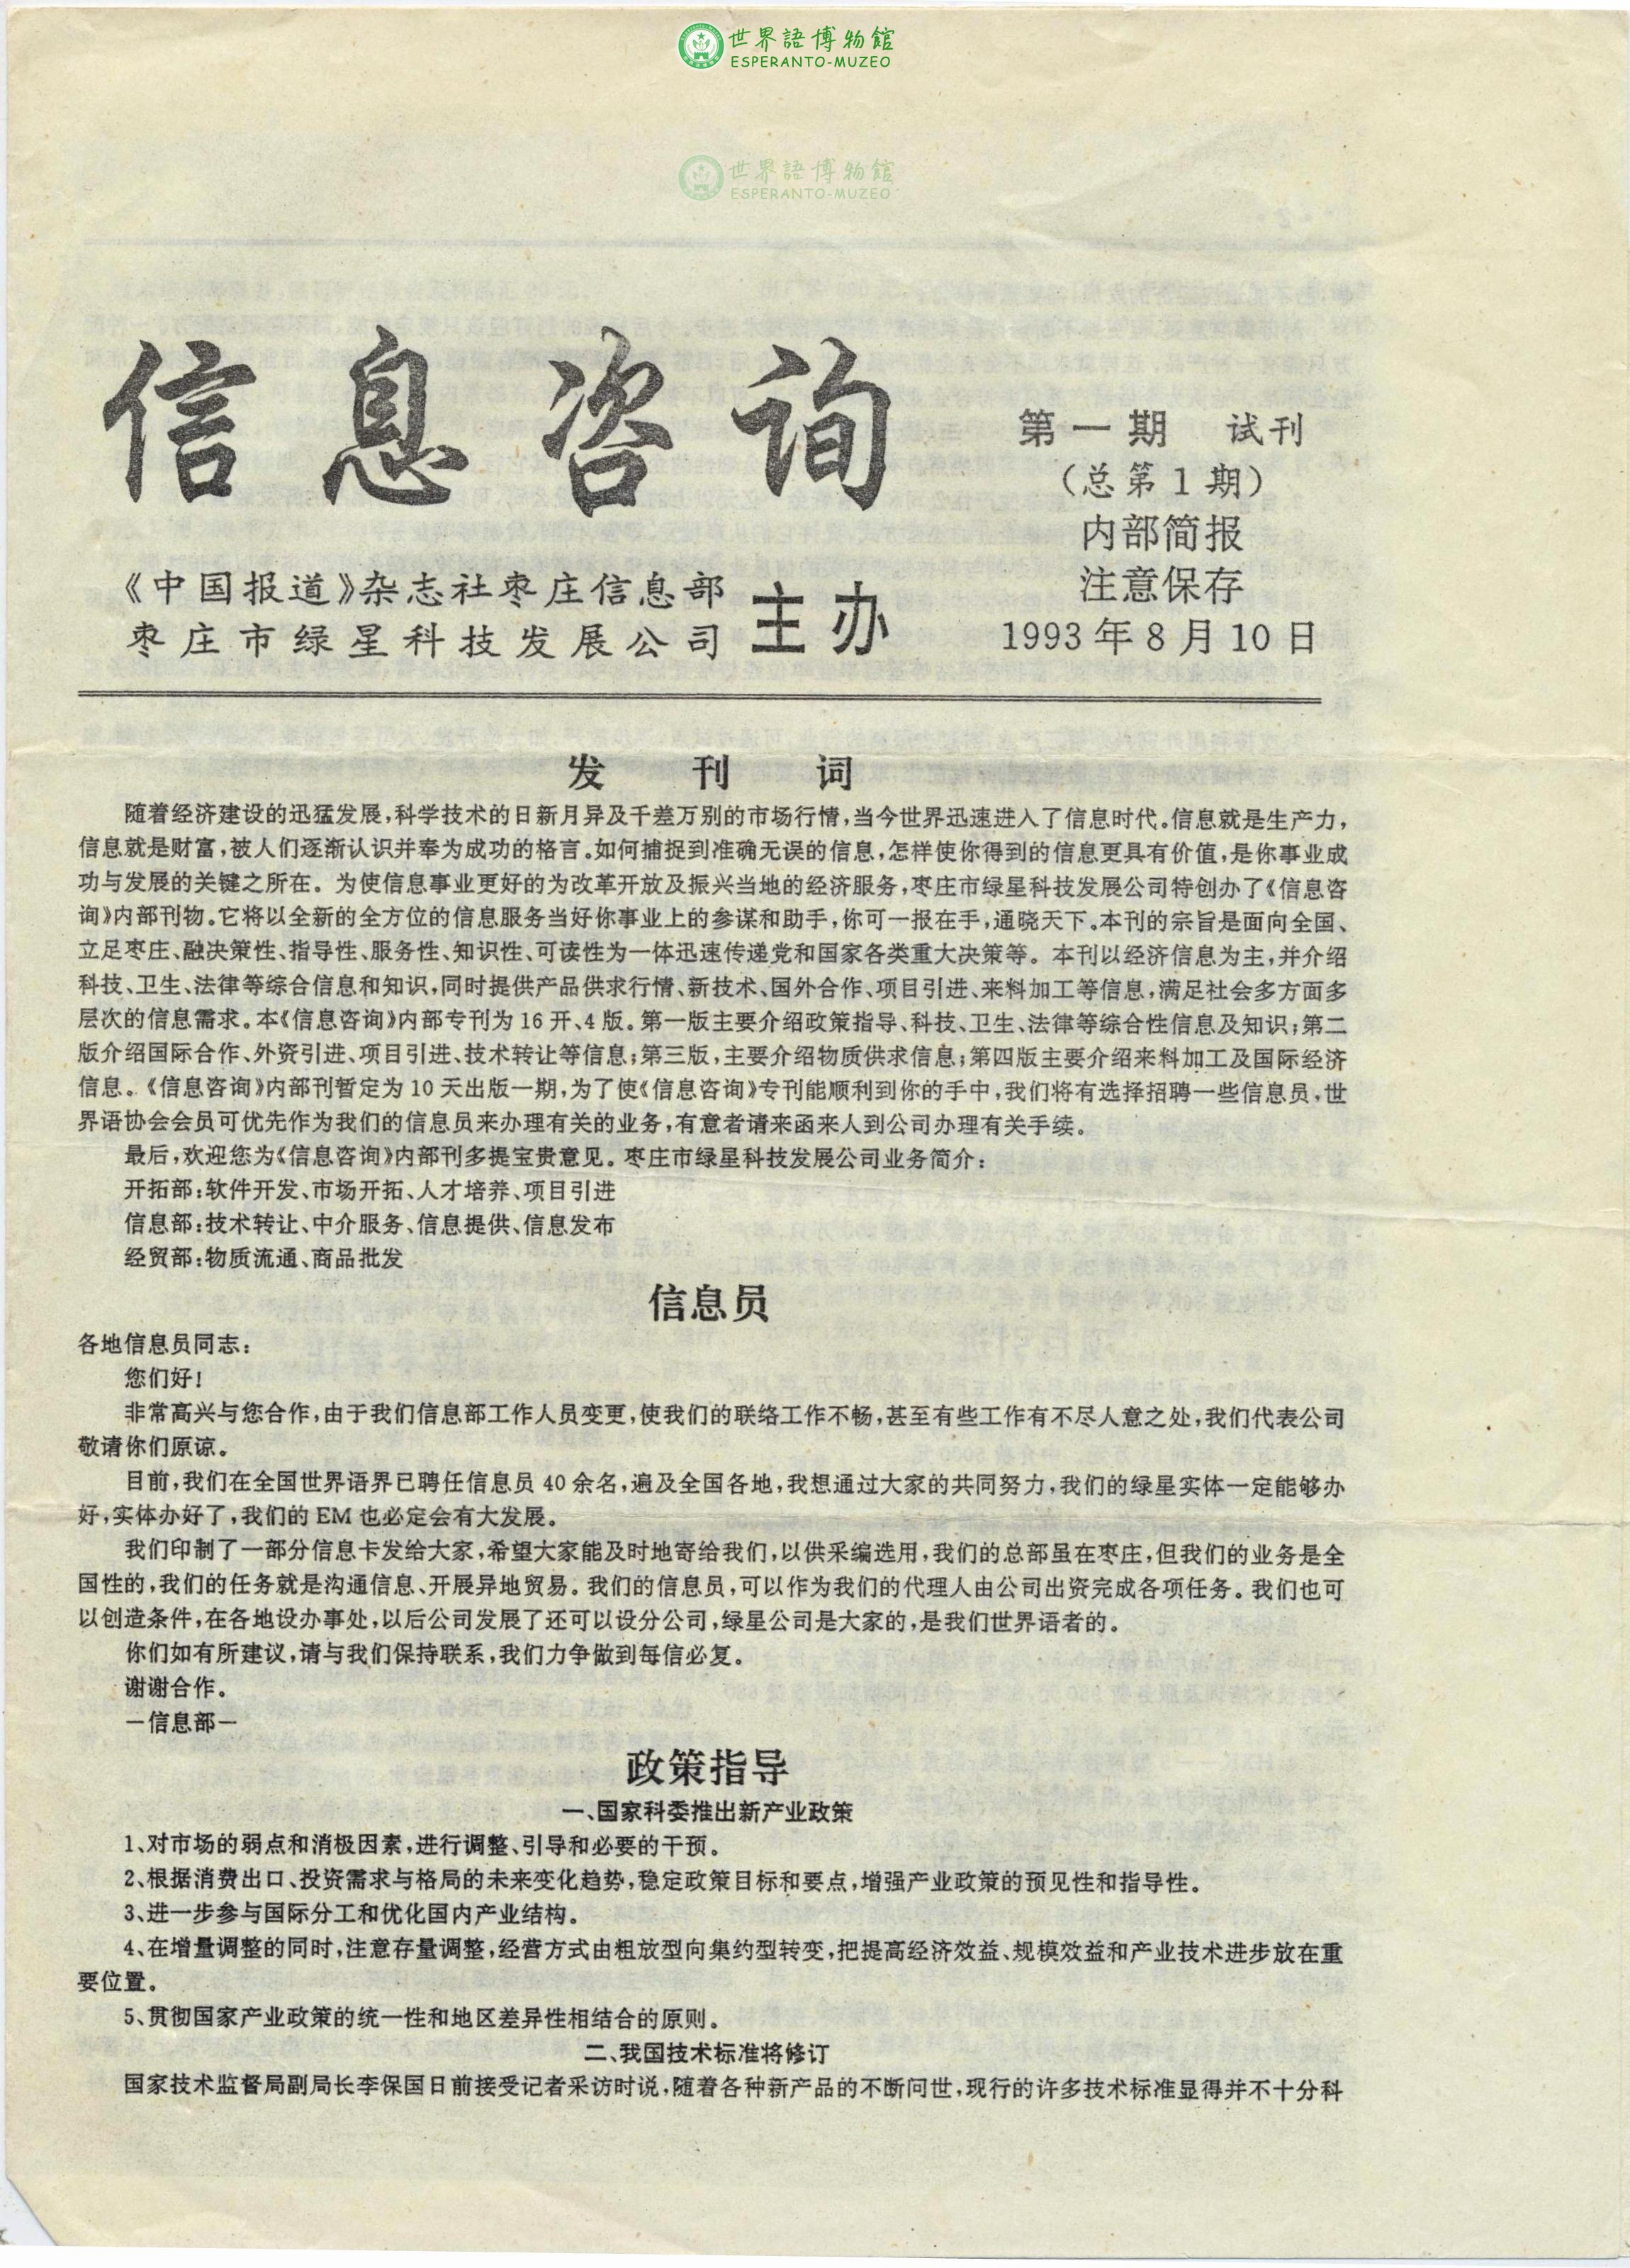 世界語博物館
ESPERANTO-MUZEO
世界語博物館
ESPERANTO-MUZEO
信息咨询
第一期 试刊
(总第1期)
内部简报
注意保存
1993年8月10日
《中国报道》杂志社枣庄信息部
枣庄市绿星科技发展公司
主办
发刊词
随着经济建设的迅猛发展,科学技术的日新月异及千差万别的市场行情,当今世界迅速进入了信息时代。信息就是生产力,
信息就是财富,被人们逐渐认识并奉为成功的格言。如何捕捉到准确无误的信息,怎样使你得到的信息更具有价值,是你事业成
功与发展的关键之所在。为使信息事业更好的为改革开放及振兴当地的经济服务,枣庄市绿星科技发展公司特创办了《信息咨
询》内部刊物。它将以全新的全方位的信息服务当好你事业上的参谋和助手,你可一报在手,通晓天下。本刊的宗旨是面向全国、
立足枣庄、融决策性、指导性、服务性、知识性、可读性为一体迅速传递党和国家各类重大决策等。本刊以经济信息为主,并介绍
科技、卫生、法律等综合信息和知识,同时提供产品供求行情、新技术、国外合作、项目引进、来料加工等信息,满足社会多方面多
层次的信息需求。本《信息咨询》内部专刊为16开、4版。第一版主要介绍政策指导、科技、卫生、法律等综合性信息及知识;第二
版介绍国际合作、外资引进、项目引进、技术转让等信息;第三版,主要介绍物质供求信息;第四版主要介绍来料加工及国际经济
信息。《信息咨询》内部刊暂定为10天出版一期,为了使《信息咨询》专刊能顺利到你的手中,我们将有选择招聘一些信息员,世
界语协会会员可优先作为我们的信息员来办理有关的业务,有意者请来函来人到公司办理有关手续。
最后,欢迎您为《信息咨询》内部刊多提宝贵意见。枣庄市绿星科技发展公司业务简介:
开拓部:软件开发、市场开拓、人才培养、项目引进
信息部:技术转让、中介服务、信息提供、信息发布
经贸部:物质流通、商品批发
信息员
各地信息员同志:
您们好!
非常高兴与您合作,由于我们信息部工作人员变更,使我们的联络工作不畅,甚至有些工作有不尽人意之处,我们代表公司
敬请你们原谅。
目前,我们在全国世界语界已聘任信息员40余名,遍及全国各地,我想通过大家的共同努力,我们的绿星实体一定能够办
好,实体办好了,我们的EM也必定会有大发展。
我们印制了一部分信息卡发给大家,希望大家能及时地寄给我们,以供采编选用,我们的总部虽在枣庄,但我们的业务是全
国性的,我们的任务就是沟通信息、开展异地贸易。我们的信息员,可以作为我们的代理人由公司出资完成各项任务。我们也可
以创造条件,在各地设办事处,以后公司发展了还可以设分公司,绿星公司是大家的,是我们世界语者的。
你们如有所建议,请与我们保持联系,我们力争做到每信必复。
谢谢合作。
—信息部—
政策指导
一、国家科委推出新产业政策
1、对市场的弱点和消极因素,进行调整、引导和必要的干预。
2、根据消费出口、投资需求与格局的未来变化趋势,稳定政策目标和要点,增强产业政策的预见性和指导性。
3、进一步参与国际分工和优化国内产业结构。
4、在增量调整的同时,注意存量调整,经营方式由粗放型向集约型转变,把提高经济效益、规模效益和产业技术进步放在重
要位置。
5、贯彻国家产业政策的统一性和地区差异性相结合的原则。
二、我国技术标准将修订
国家技术监督局副局长李保国日前接受记者采访时说,随着各种新产品的不断问世,现行的许多技术标准显得并不十分科